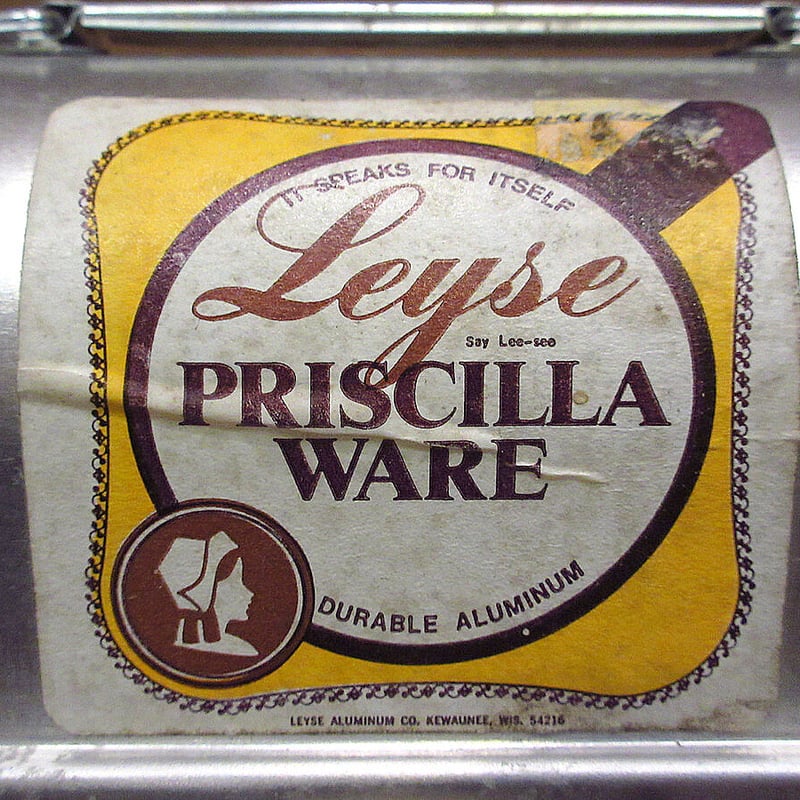 IT SPEAKS FOR ITSELF
Leyse
Say Lee-see
PRISCILLA
WARE
DURABLE ALUMINUM
LEYSE ALUMINUM CO. KEWAUNEE, WIS. 54216